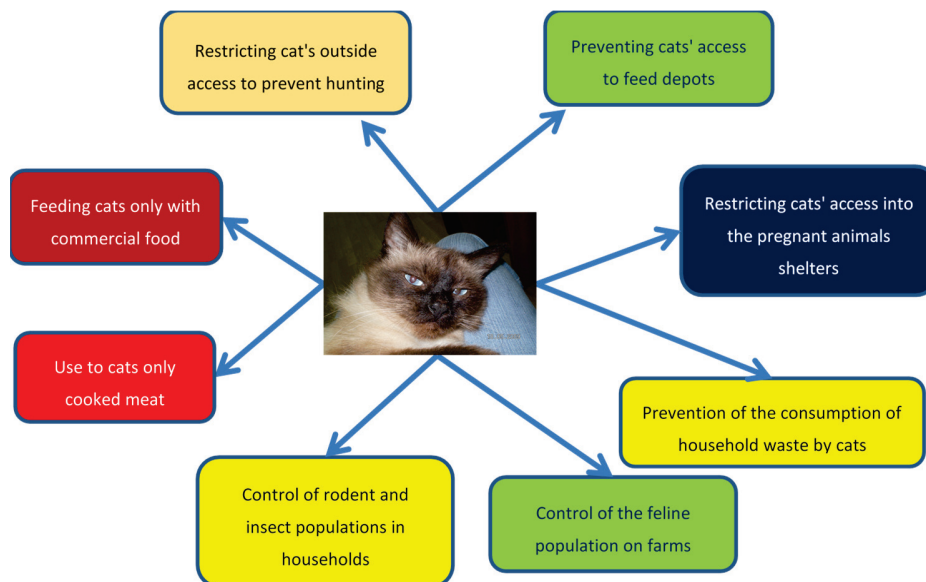 Restricting cat's outside
access to prevent hunting
Preventing cats' access
to feed depots
Feeding cats only with
commercial food
Restricting cats' access into
the pregnant animals
shelters
Use to cats only
cooked meat
Prevention of the consumption of
household waste by cats
Control of rodent and
insect populations in
households
Control of the feline
population on farms